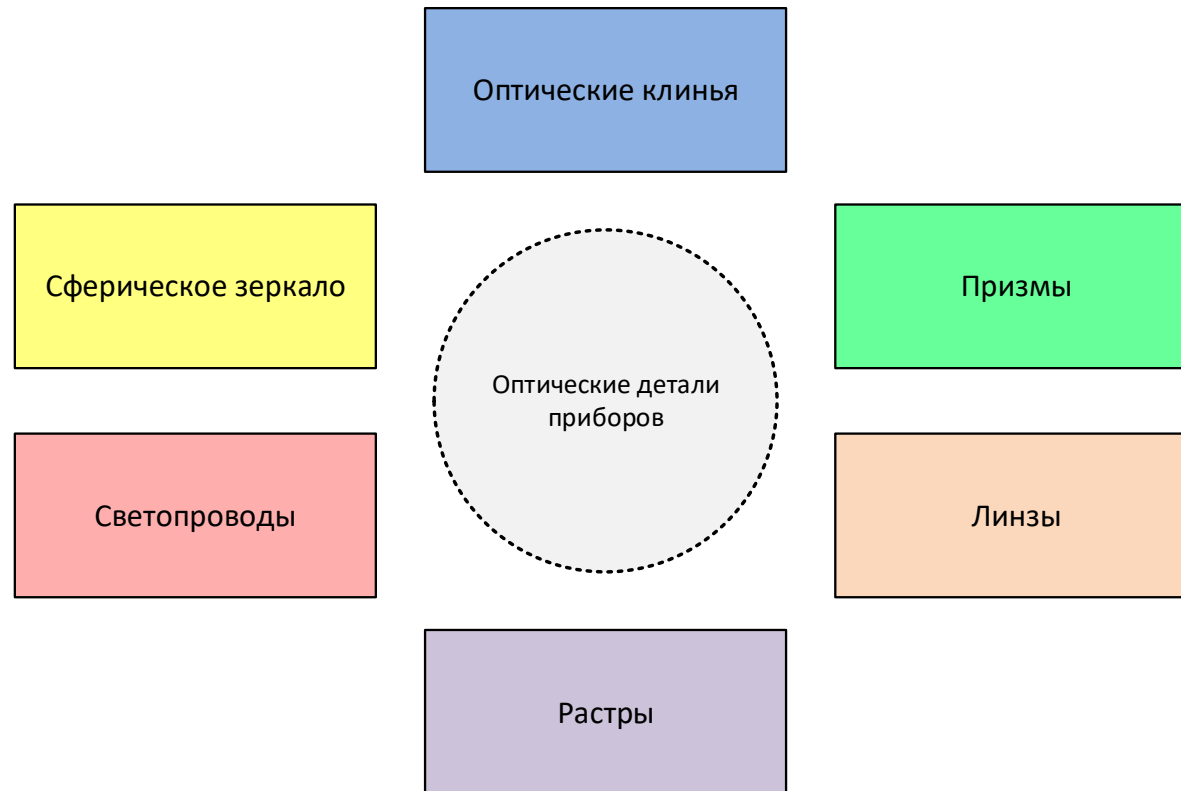 Оптические клинья
Сферическое зеркало
Призмы
Оптические детали
приборов
Светопроводы
Линзы
Растры